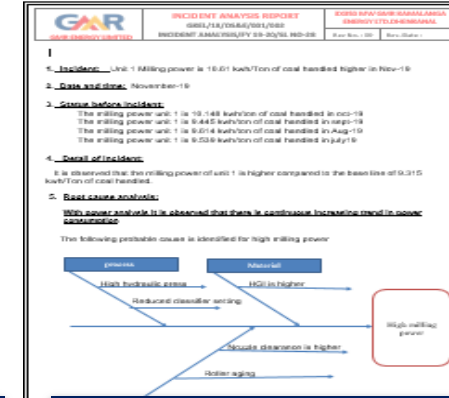 GMR
GMR ENERGY LIMITED
INCIDENT ANAYSIS REPORT
INCIDENT ANALYSIS/FY 19-20/SL NO-28
ENERGY LTD.DHENKANAL
1. Incident: Unit 1 Milling power is 10.01 kwh/Ton of coal handled higher in Nov-19
2. Date and time: November-19
3. Status before incident:
The milling power unit 1 is 10.148 kwh/ton of coal handled in oct-19
The milling power unit 1 is 9.445 kwh/ton of coal handled in sept-19
The milling power unit 1 is 9.614 kwh/ton of coal handled in Aug-19
The milling power unit 1 is 9.539 kwh/ton of coal handled in july19
4. Detail of incident:
It is observed that the milling power of unit 1 is higher compared to the base line of 9.315
kwh/Ton of coal handled.
5. Root cause analysis:
With power analysis it is observed that there is continuous increasing trend in power
consumption
The following probable cause is identified for high milling power
process
Material
High hydraulic press
HGI is higher
Reduced classifier setting
High milling
power
Nozzle clearance is higher
Roller aging